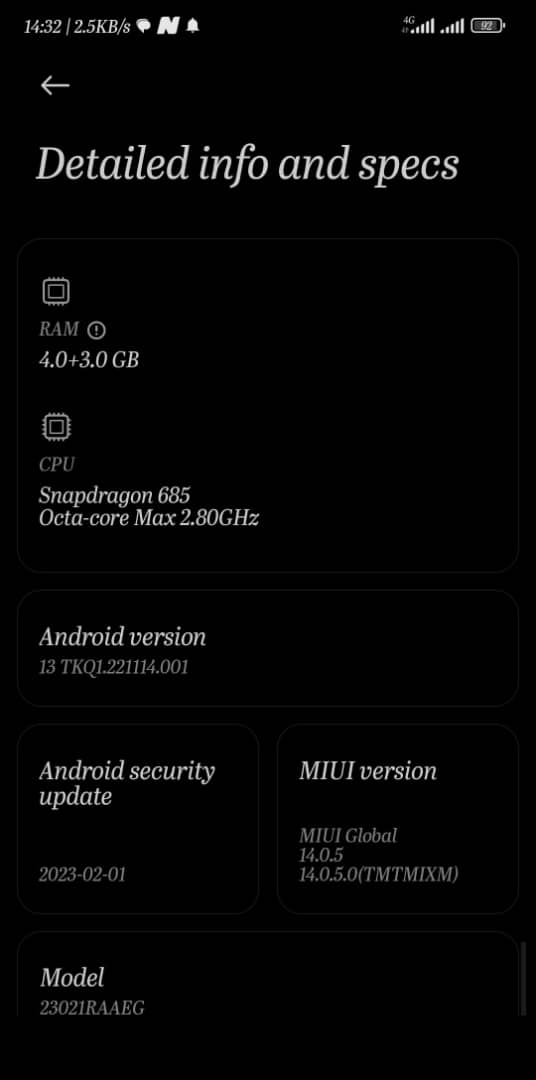 14:32 | 2.5KB/s
4G
92
Detailed info and specs
RAM
4.0+3.0 GB
CPU
Snapdragon 685
Octa-core Max 2.80GHz
Android version
13 TKQ1.221114.001
Android security
update
2023-02-01
MIUI version
MIUI Global
14.0.5
14.0.5.0(TMTMIXM)
Model
23021RAAEG